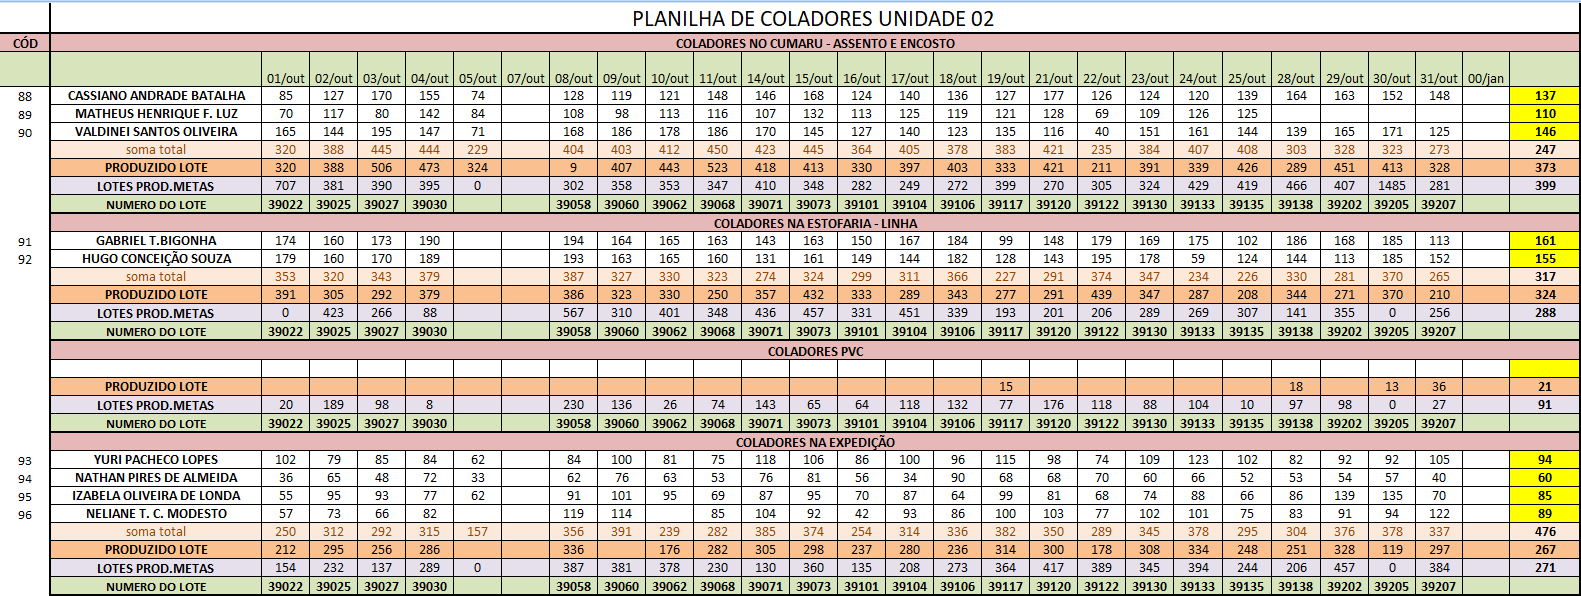 PLANILHA DE COLADORES UNIDADE 02
CÓD COLADORES NO CUMARU - ASSENTO E ENCOSTO
01/out 02/out 03/out 04/out 05/out 07/out 08/out 09/out 10/out 11/out 14/out 15/out 16/out 17/out 18/out 19/out 21/out 22/out 23/out 24/out 25/out 28/out 29/out 30/out 31/out 00/jan
88 CASSIANO ANDRADE BATALHA 85 127 170 155 74 128 119 121 148 146 168 124 140 136 127 177 126 124 120 139 164 163 152 148 137
89 MATHEUS HENRIQUE F. LUZ 70 117 80 142 84 108 98 113 116 107 132 113 125 119 121 128 69 109 126 125 110
90 VALDINEI SANTOS OLIVEIRA 165 144 195 147 71 168 186 178 186 170 145 127 140 123 135 116 40 151 161 144 139 165 171 125 146
soma total 320 388 445 444 229 404 403 412 450 423 445 364 405 378 383 421 235 384 407 408 303 328 323 273 247
PRODUZIDO LOTE 320 388 506 473 324 9 407 443 523 418 413 330 397 403 333 421 211 391 339 426 289 451 413 328 373
LOTES PROD.METAS 707 381 390 395 0 302 358 353 347 410 348 282 249 272 399 270 305 324 429 419 466 407 1485 281 399
NUMERO DO LOTE 39022 39025 39027 39030 39058 39060 39062 39068 39071 39073 39101 39104 39106 39117 39120 39122 39130 39133 39135 39138 39202 39205 39207
COLADORES NA ESTOFARIA - LINHA
91 GABRIEL T.BIGONHA 174 160 173 190 194 164 165 163 143 163 150 167 184 99 148 179 169 175 102 186 168 185 113 161
92 HUGO CONCEIÇÃO SOUZA 179 160 170 189 193 163 165 160 131 161 149 144 182 128 143 195 178 59 124 144 113 185 152 155
soma total 353 320 343 379 387 327 330 323 274 324 299 311 366 227 291 374 347 234 226 330 281 370 265 317
PRODUZIDO LOTE 391 305 292 379 386 323 330 250 357 432 333 289 343 277 291 439 347 287 208 344 271 370 210 324
LOTES PROD.METAS 0 423 266 88 567 310 401 348 436 457 331 451 339 193 201 206 289 269 307 141 355 0 256 288
NUMERO DO LOTE 39022 39025 39027 39030 39058 39060 39062 39068 39071 39073 39101 39104 39106 39117 39120 39122 39130 39133 39135 39138 39202 39205 39207
COLADORES PVC
PRODUZIDO LOTE 15 18 13 36 21
LOTES PROD.METAS 20 189 98 8 230 136 26 74 143 65 64 118 132 77 176 118 88 104 10 97 98 0 27 91
NUMERO DO LOTE 39022 39025 39027 39030 39058 39060 39062 39068 39071 39073 39101 39104 39106 39117 39120 39122 39130 39133 39135 39138 39202 39205 39207
COLADORES NA EXPEDIÇÃO
93 YURI PACHECO LOPES 102 79 85 84 62 84 100 81 75 118 106 86 100 96 115 98 74 109 123 102 82 92 92 105 94
94 NATHAN PIRES DE ALMEIDA 36 65 48 72 33 62 76 63 53 76 81 56 34 90 68 68 70 60 66 52 53 54 57 40 60
95 IZABELA OLIVEIRA DE LONDA 55 95 93 77 62 91 101 95 69 87 95 70 87 64 99 81 68 74 88 66 86 139 135 70 85
96 NELIANE T. C. MODESTO 57 73 66 82 119 114 85 104 92 42 93 86 100 103 77 102 101 75 83 91 94 122 89
soma total 250 312 292 315 157 356 391 239 282 385 374 254 314 336 382 350 289 345 378 295 304 376 378 337 476
PRODUZIDO LOTE 212 295 256 286 336 176 282 305 298 237 280 236 314 300 178 308 334 248 251 328 119 297 267
LOTES PROD.METAS 154 232 137 289 0 387 381 378 230 130 360 135 208 273 364 417 389 345 394 244 206 457 0 384 271
NUMERO DO LOTE 39022 39025 39027 39030 39058 39060 39062 39068 39071 39073 39101 39104 39106 39117 39120 39122 39130 39133 39135 39138 39202 39205 39207